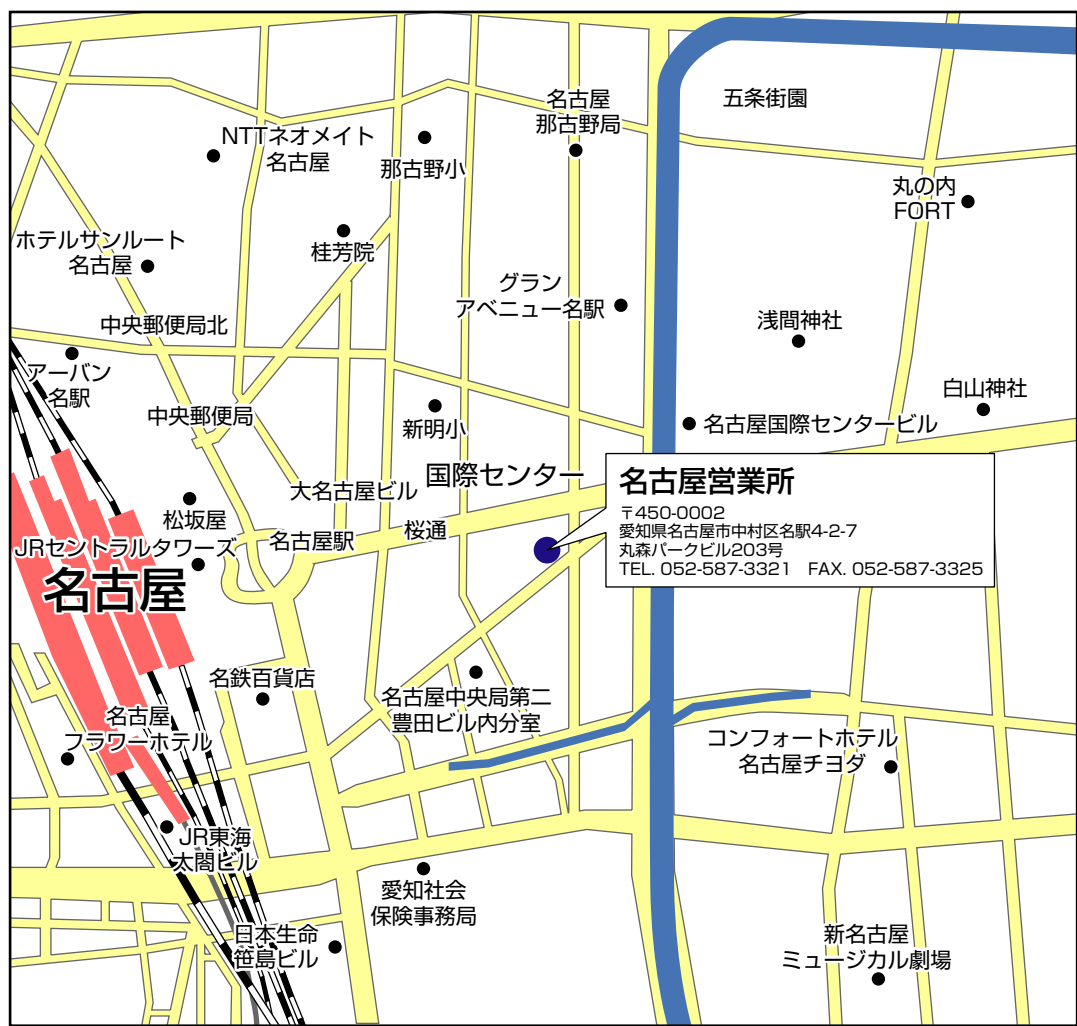 五条街園
名古屋
那古野局
NTTネオメイト
名古屋
那古野小
丸の内
FORT
桂芳院
ホテルサンルート
名古屋
グラン
アベニュー名駅
中央郵便局北
浅間神社
アーバン
名駅
白山神社
中央郵便局
新明小
名古屋国際センタービル
国際センター
大名古屋ビル
松坂屋
桜通
名古屋駅
JRセントラルタワーズ
名古屋
名古屋営業所
〒450-0002
愛知県名古屋市中村区名駅4-2-7
丸森パークビル203号
TEL. 052-587-3321 FAX. 052-587-3325
名鉄百貨店
名古屋中央局第二
豊田ビル内分室
名古屋
フラワーホテル
コンフォートホテル
名古屋チヨダ
JR東海
太閤ビル
愛知社会
保険事務局
日本生命
笹島ビル
新名古屋
ミュージカル劇場